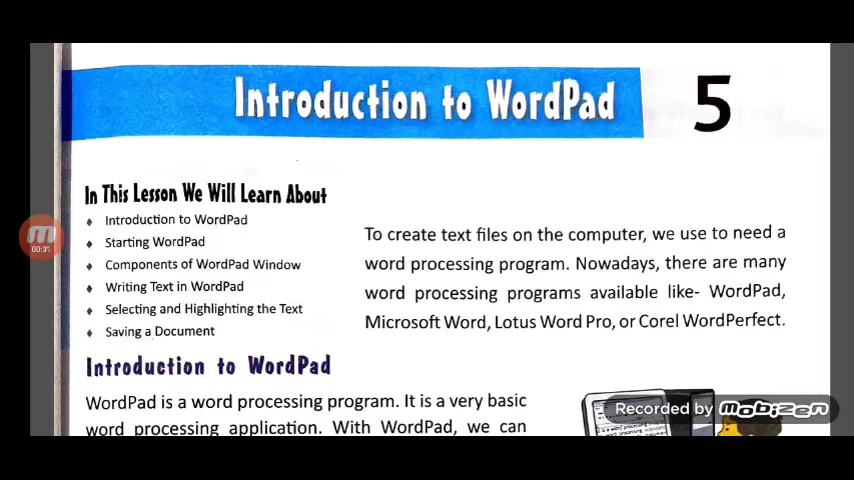 Introduction to WordPad
5
In This Lesson We Will Learn About
Introduction to WordPad
Starting WordPad
Components of WordPad Window
Writing Text in WordPad
Selecting and Highlighting the Text
Saving a Document
To create text files on the computer, we use to need a
word processing program. Nowadays, there are many
word processing programs available like- WordPad,
Microsoft Word, Lotus Word Pro, or Corel WordPerfect.
Introduction to WordPad
WordPad is a word processing program. It is a very basic
word processing application. With WordPad, we can
00:31
Recorded by mobizen